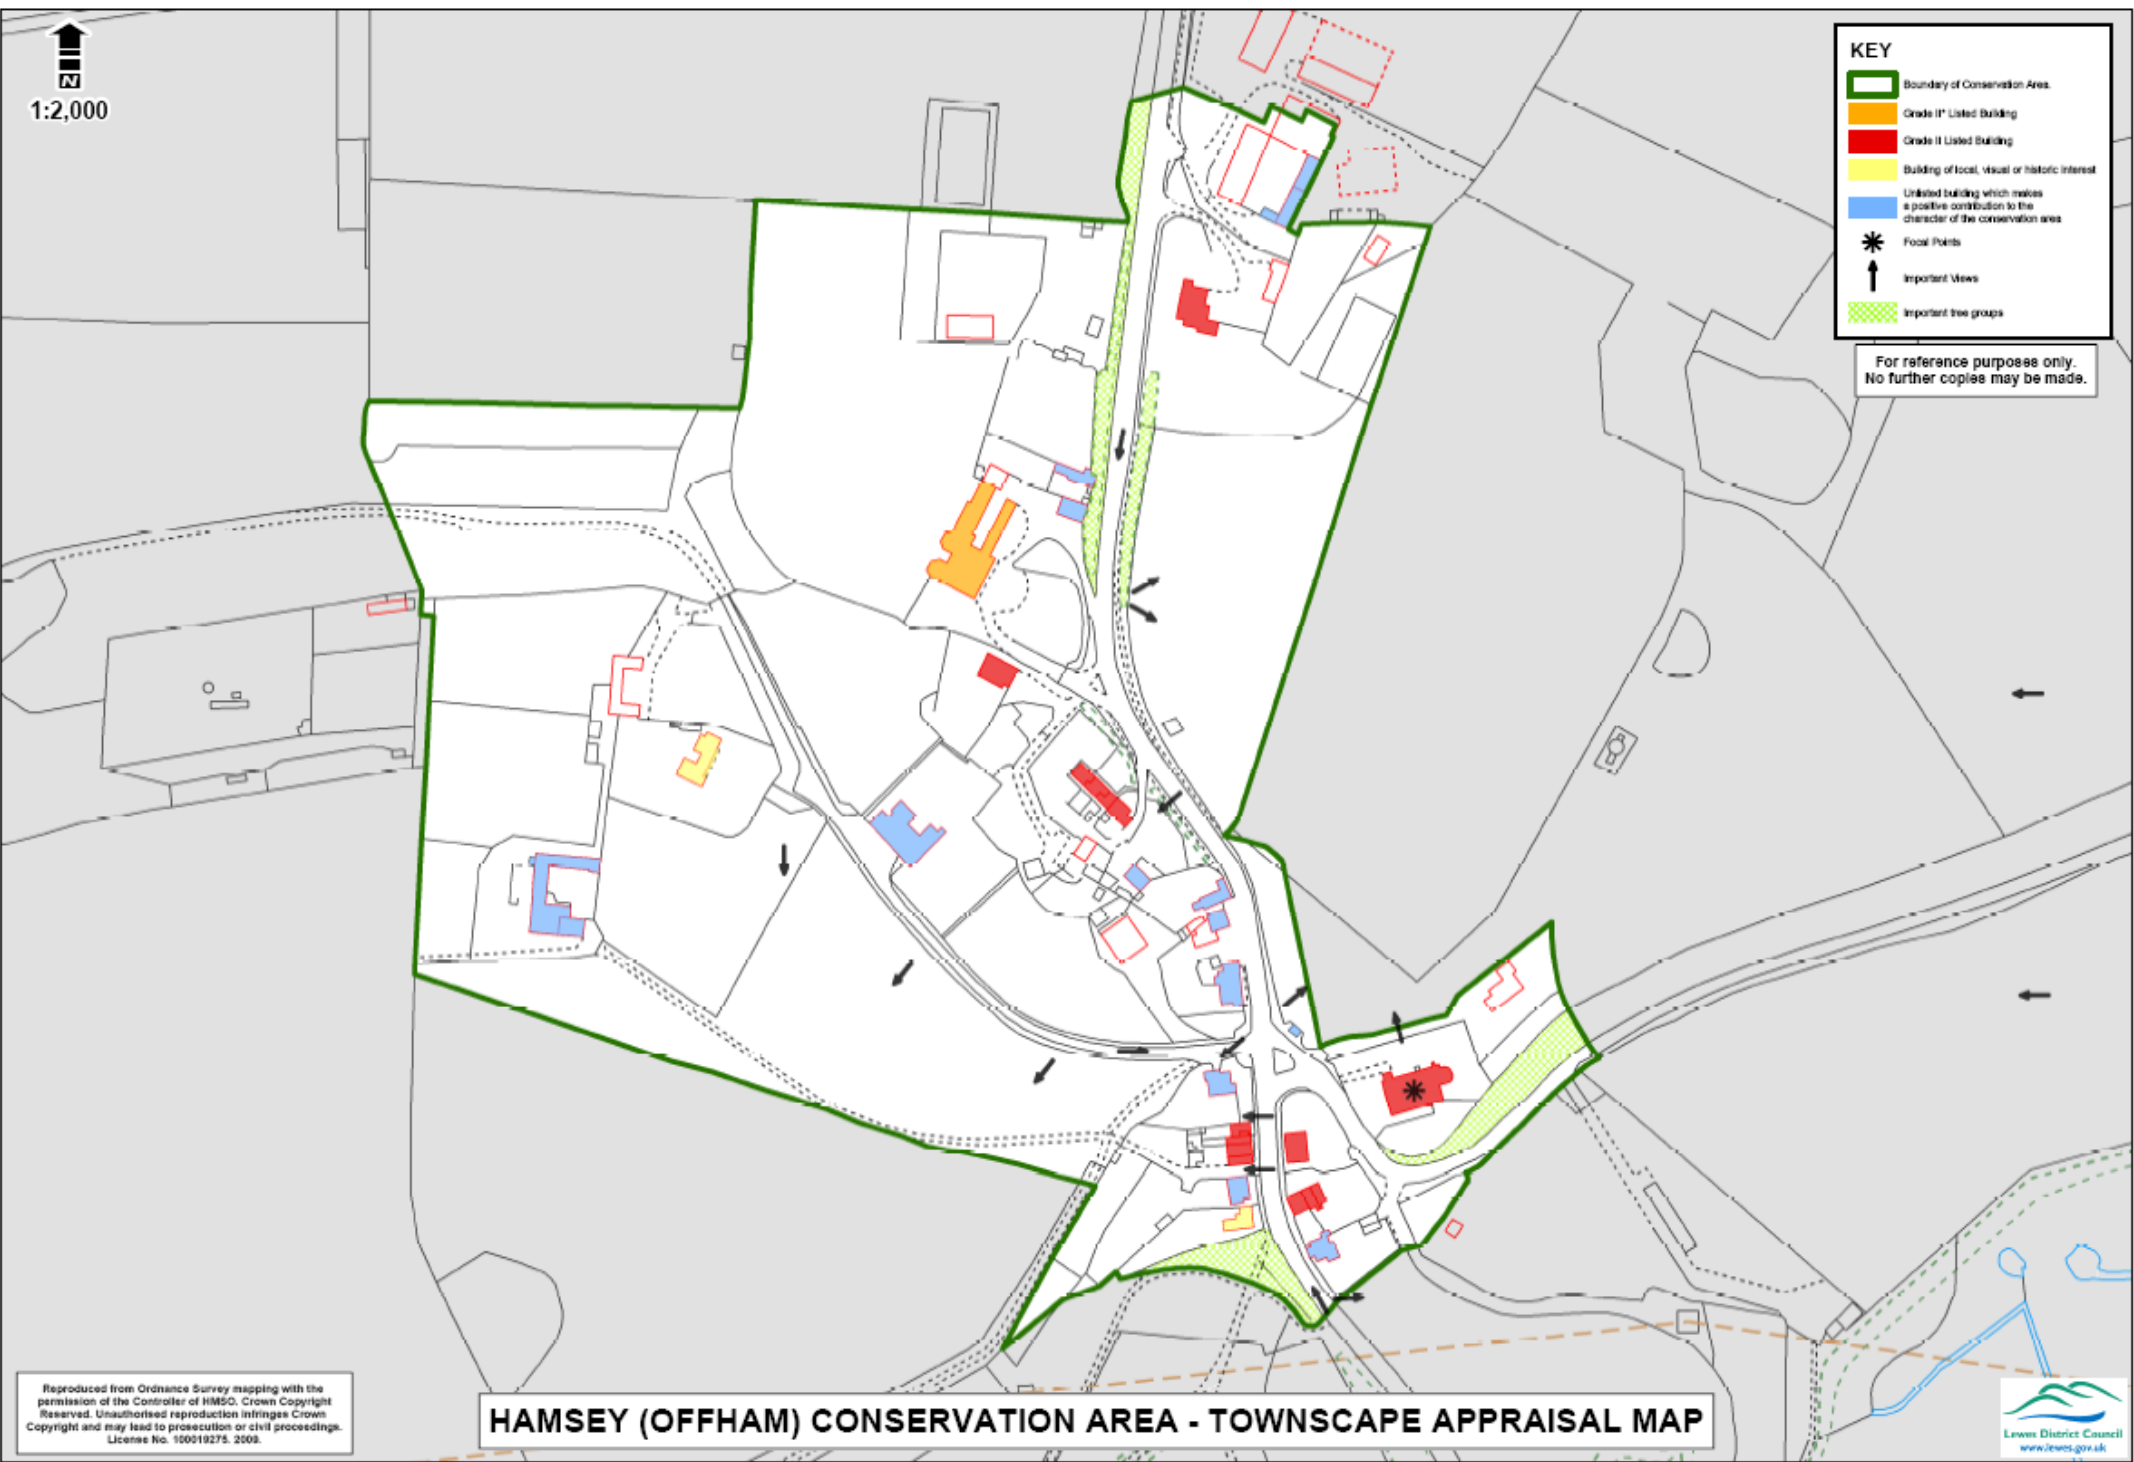 N
1:2,000
KEY
Boundary of Conservation Area.
Grade II* Listed Building
Grade II Listed Building
Building of local, visual or historic interest
Unlisted building which makes
a positive contribution to the
character of the conservation area
Focal Points
Important Views
Important tree groups
For reference purposes only.
No further copies may be made.
Reproduced from Ordnance Survey mapping with the
permission of the Controller of HMSO. Crown Copyright
Reserved. Unauthorised reproduction infringes Crown
Copyright and may lead to prosecution or civil proceedings.
License No. 100019275. 2009.
HAMSEY (OFFHAM) CONSERVATION AREA - TOWNSCAPE APPRAISAL MAP
Lewes District Council
www.lewes.gov.uk